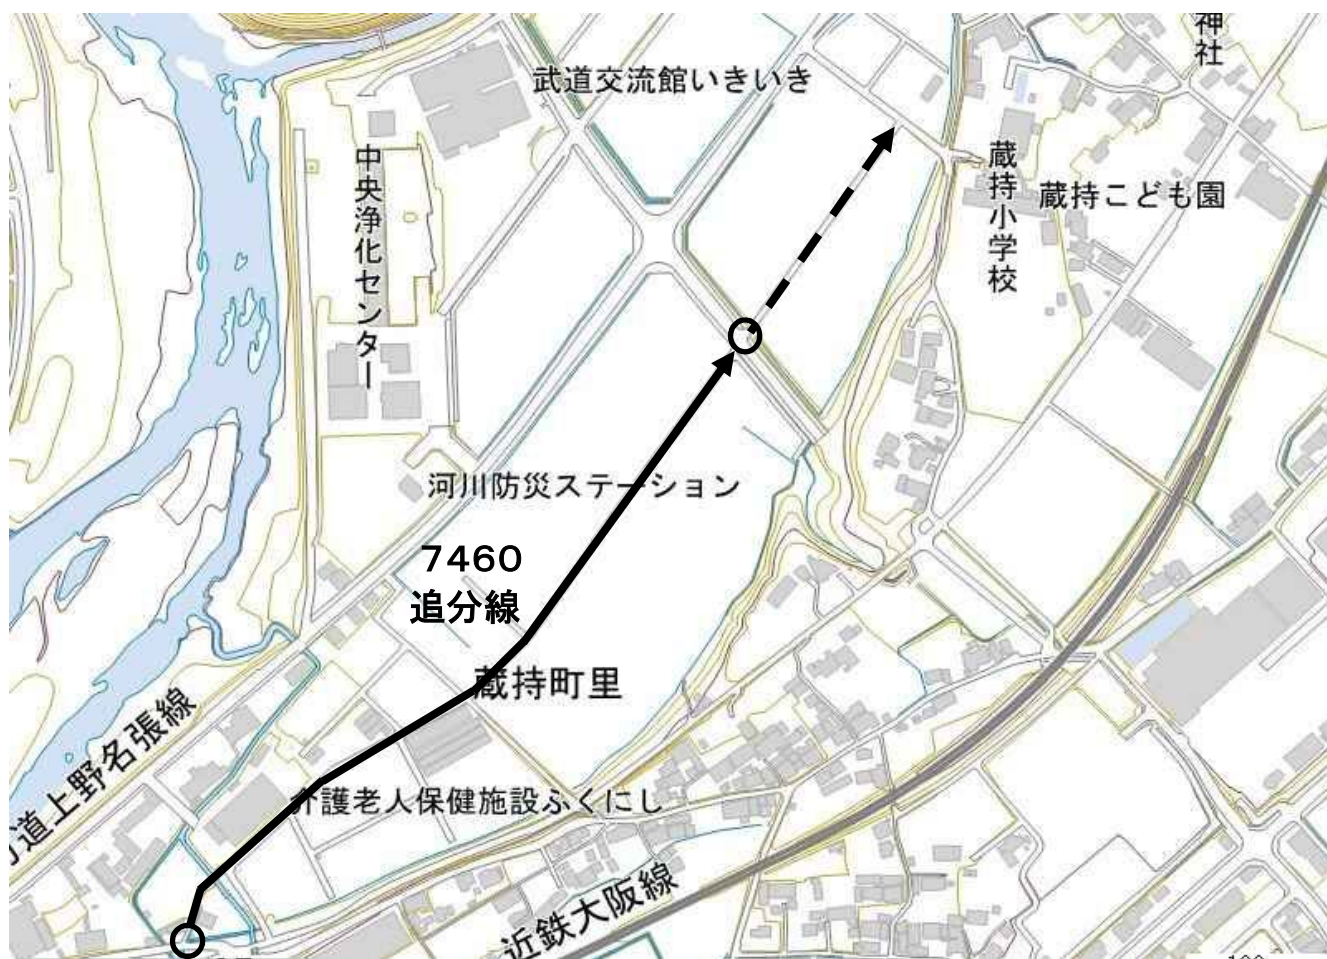 神社
武道交流館いきいき
中央浄化センター
蔵持小学校
蔵持こども園
河川防災ステーション
7460
追分線
蔵持町里
道上野名張線
介護老人保健施設ふくにし
近鉄大阪線